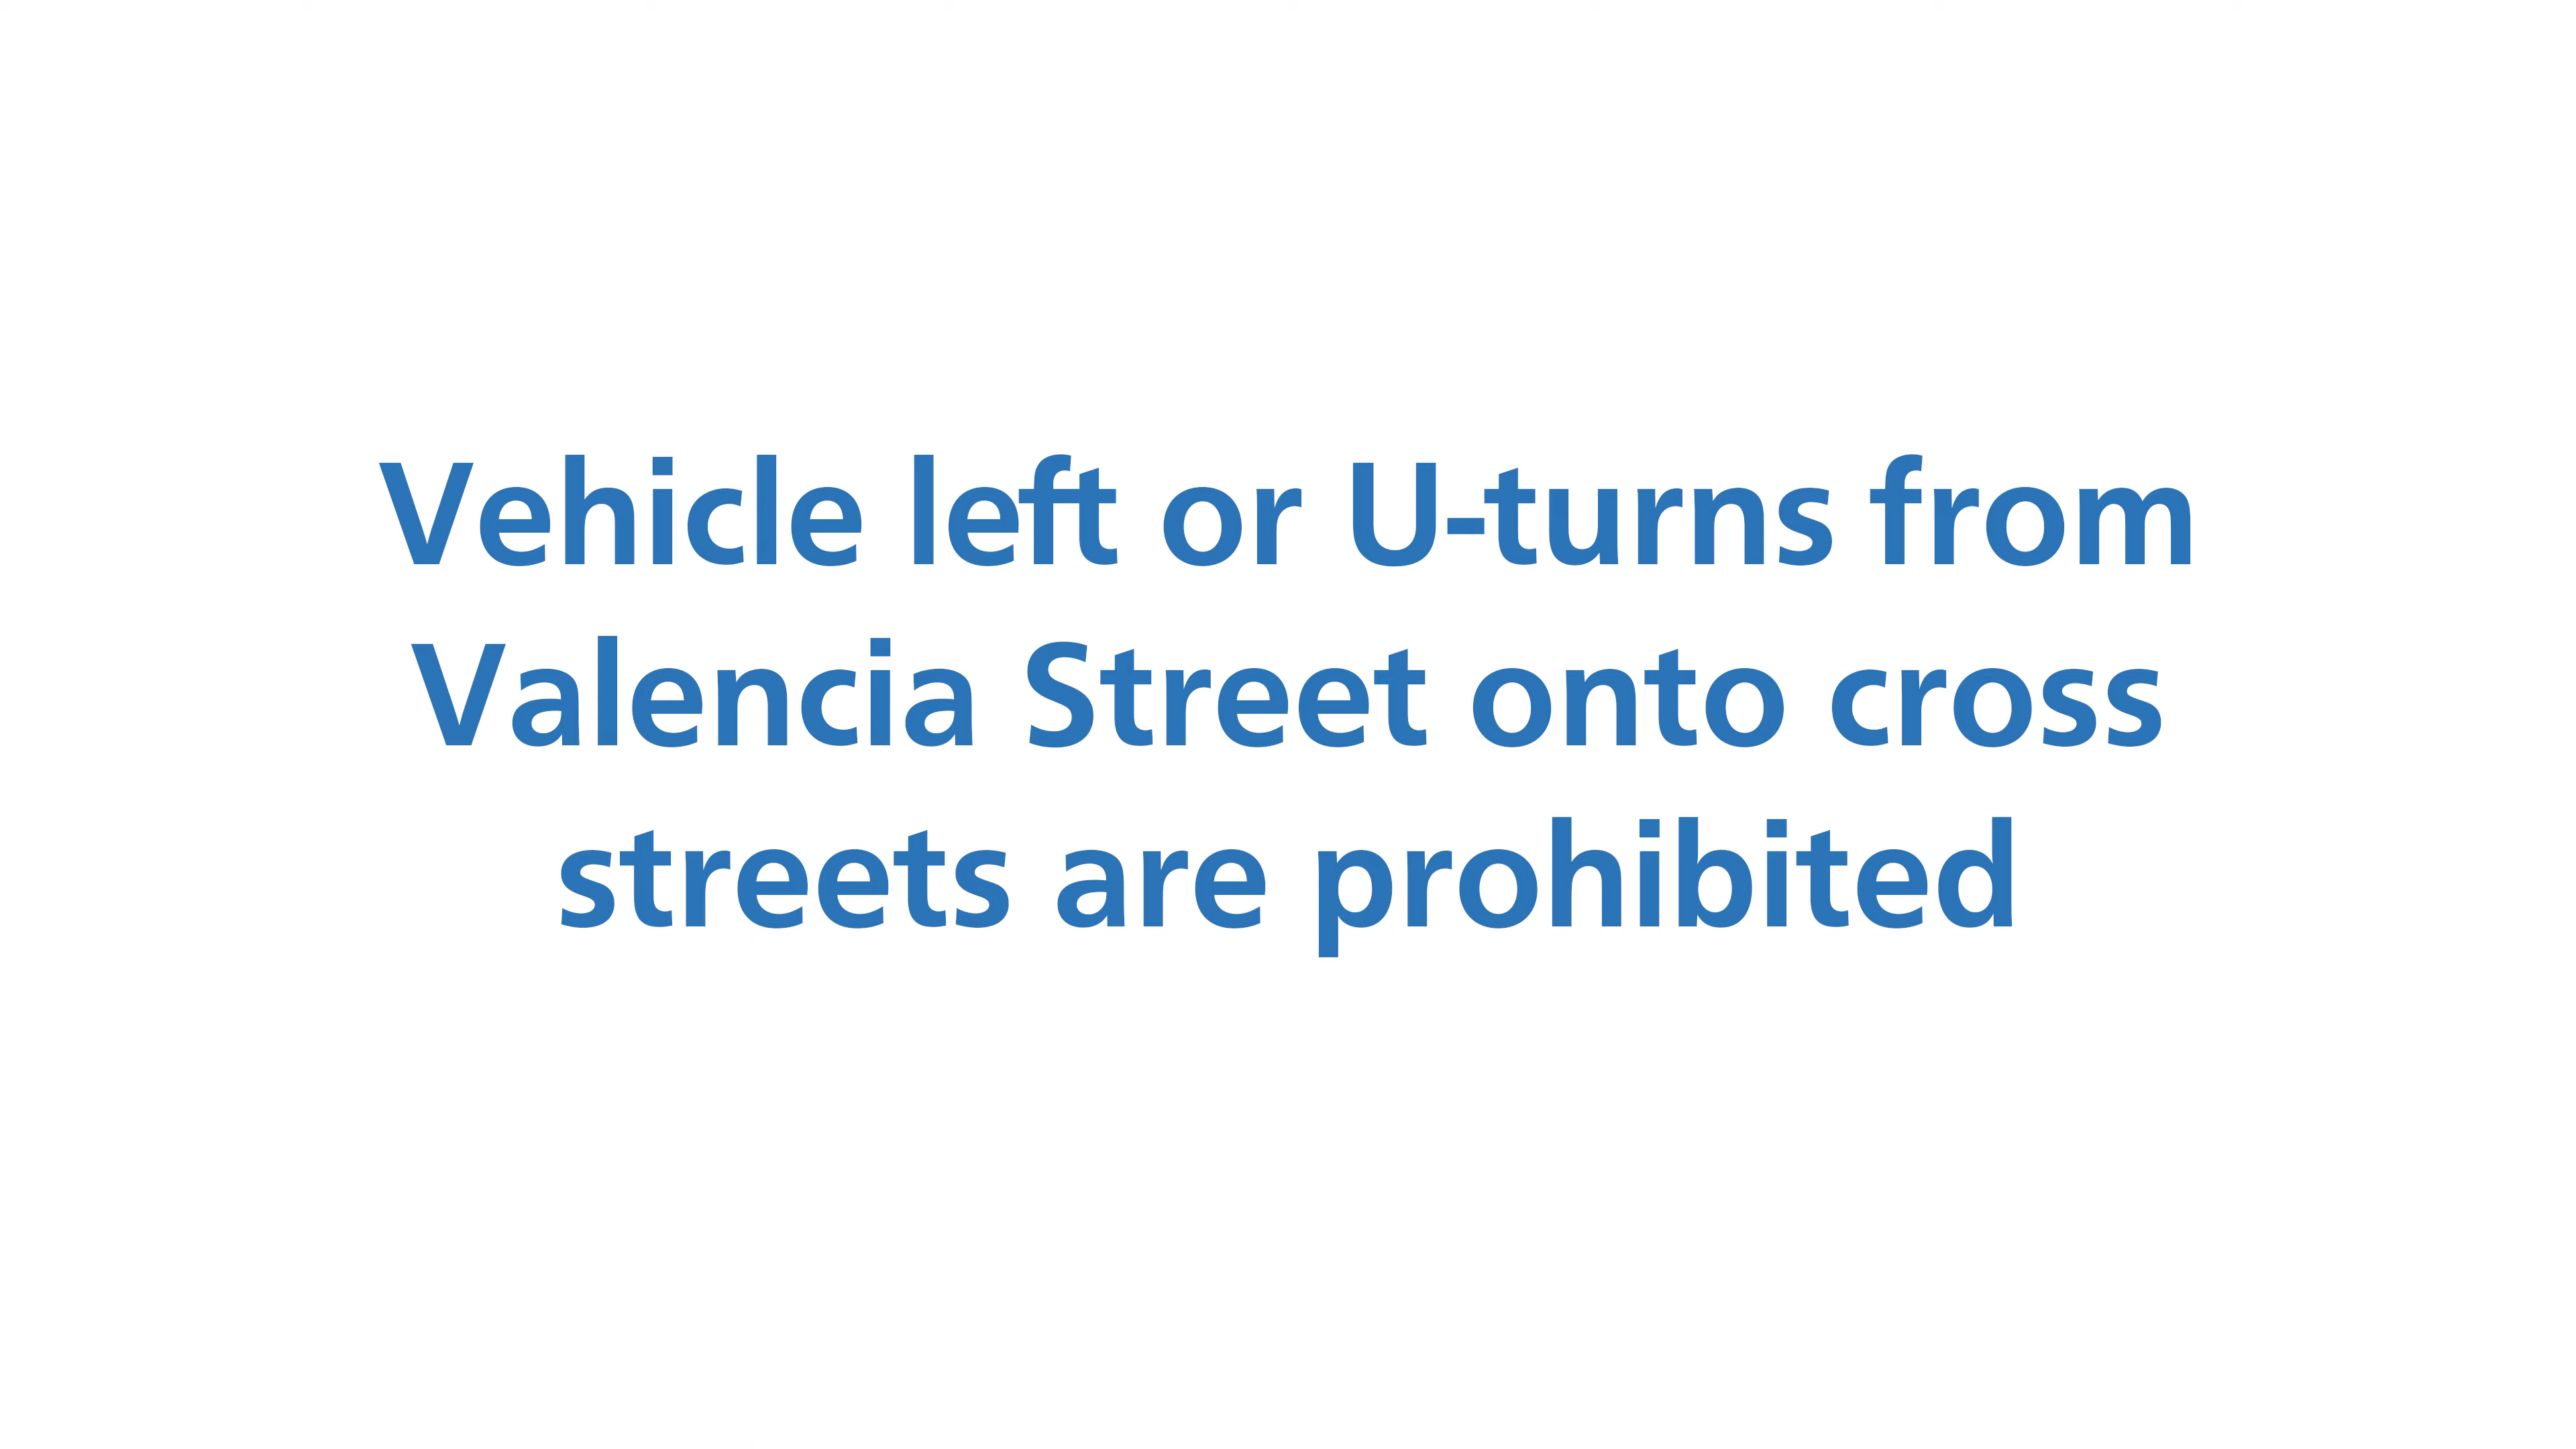 Vehicle left or U-turns from
Valencia Street onto cross
streets are prohibited